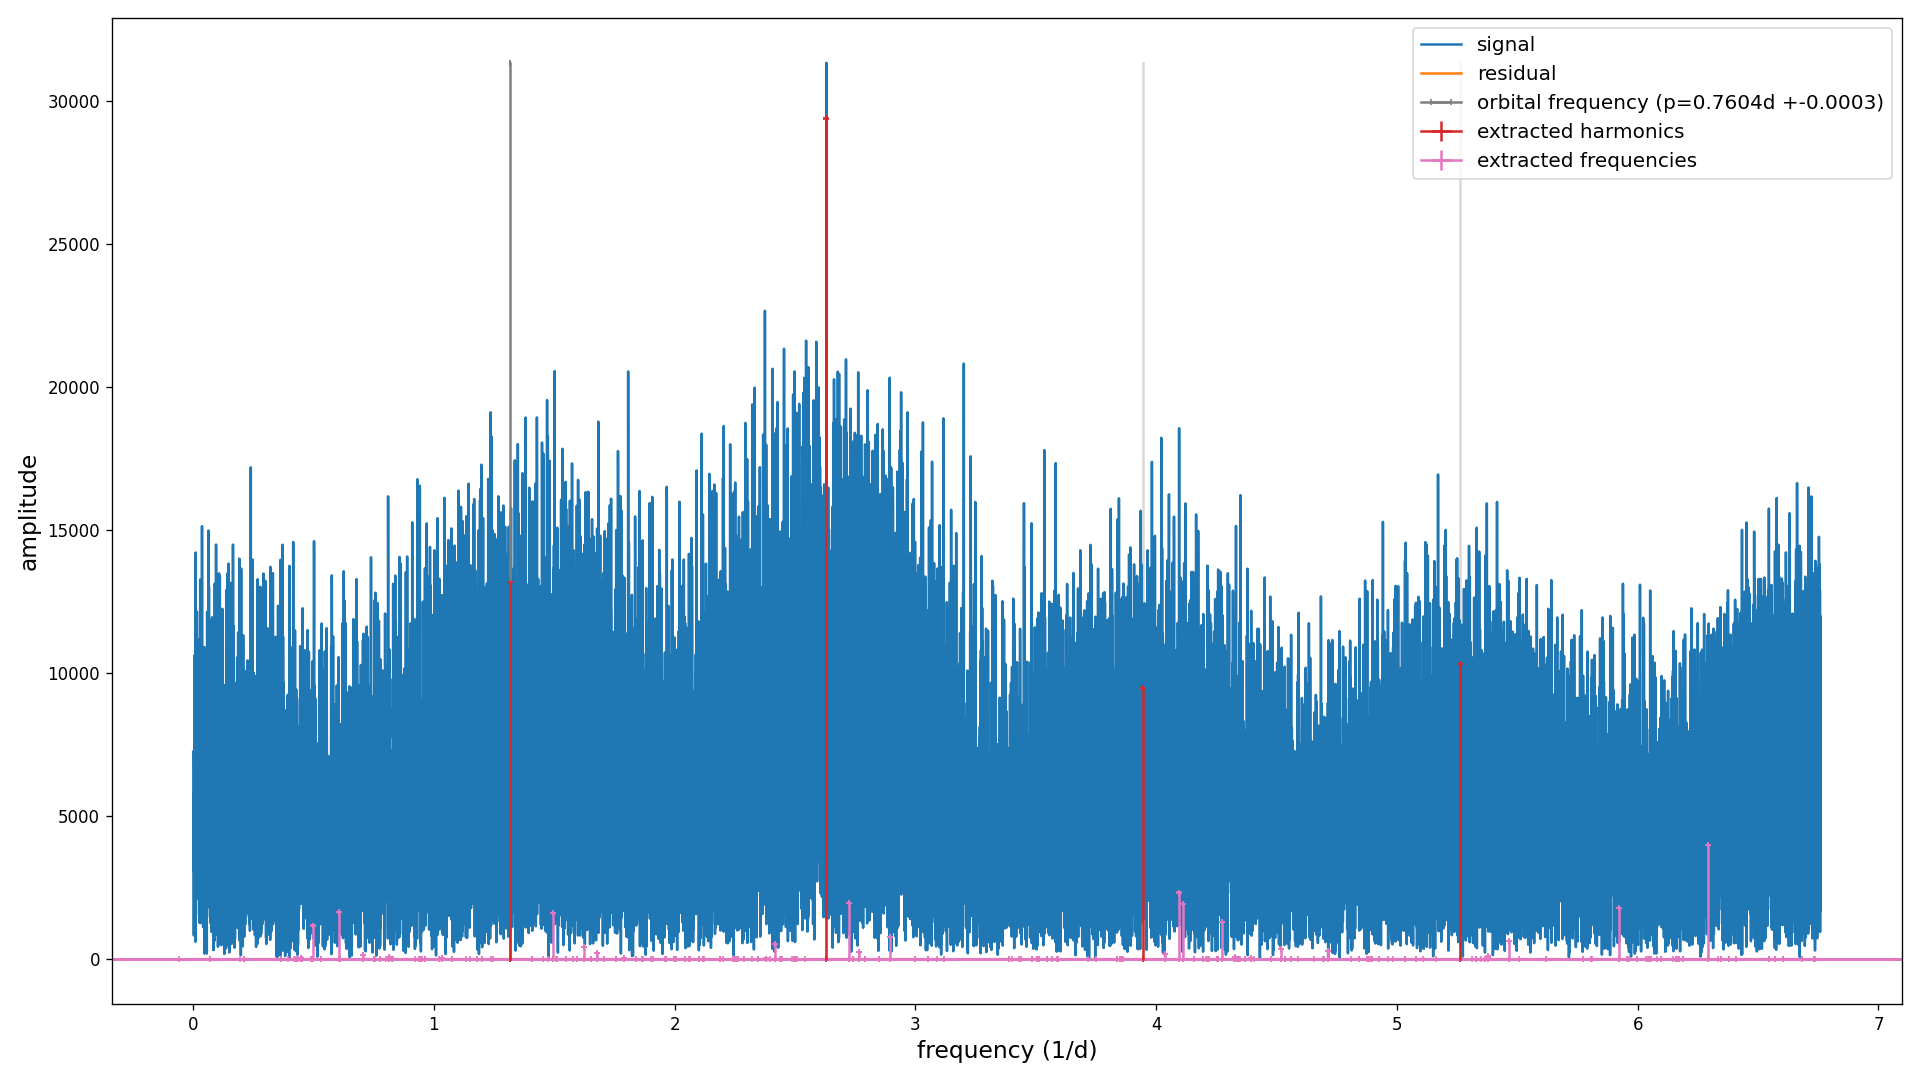 signal
residual
orbital frequency (p=0.7604d +-0.0003)
extracted harmonics
extracted frequencies
30000
25000
20000
15000
10000
5000
0
amplitude
0 1 2 3 4 5 6 7
frequency (1/d)